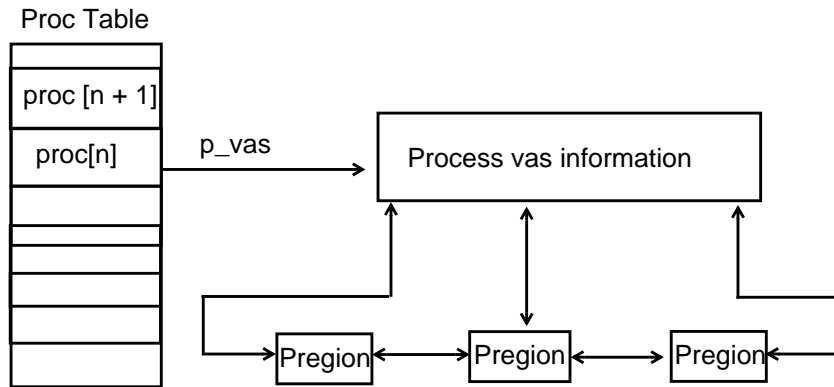 Proc Table
proc [n + 1]
proc[n]
p_vas
Process vas information
Pregion
Pregion
Pregion